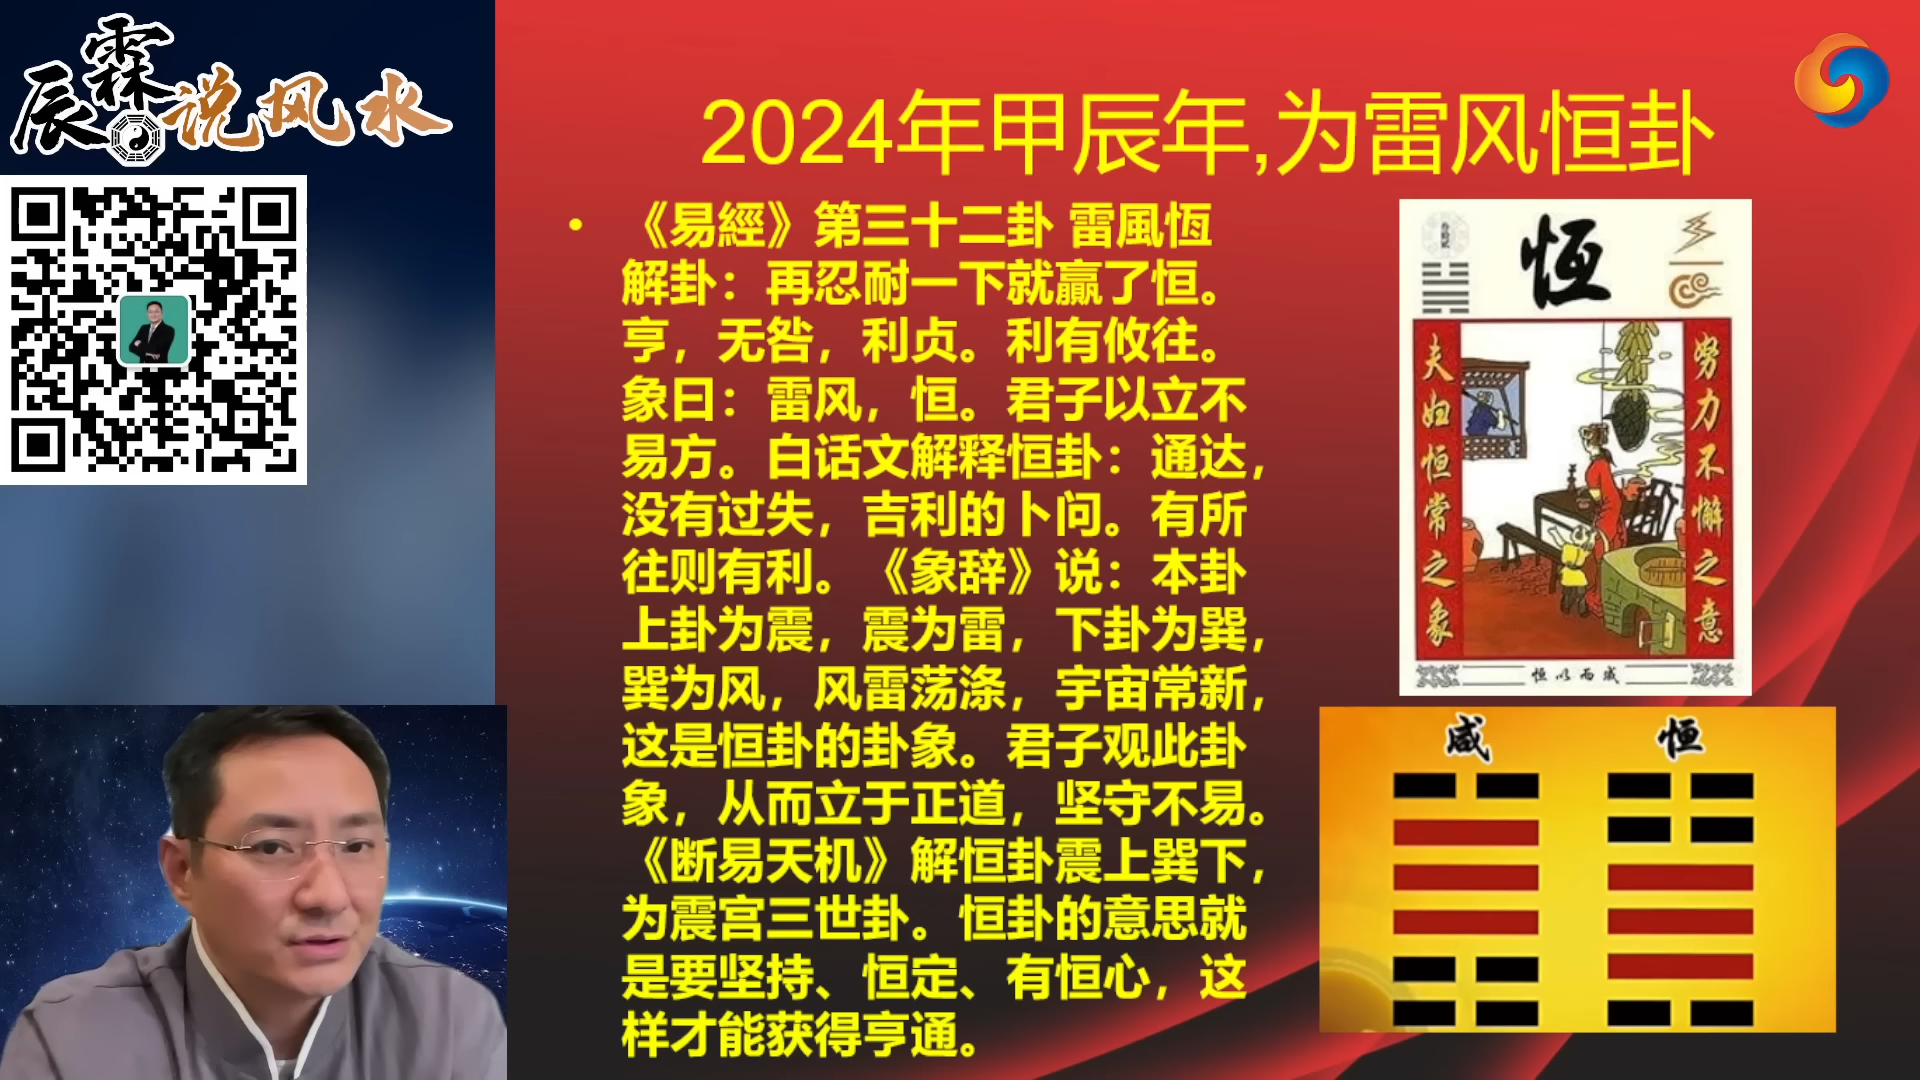 辰霖说风水
2024年甲辰年,为雷风恒卦
• 《易經》第三十二卦 雷風恆
解卦：再忍耐一下就赢了恒。
亨，无咎，利贞。利有攸往。
象曰：雷风，恒。君子以立不
易方。白话文解释恒卦：通达，
没有过失，吉利的卜问。有所
往则有利。《象辞》说：本卦
上卦为震，震为雷，下卦为巽，
巽为风，风雷荡涤，宇宙常新，
这是恒卦的卦象。君子观此卦
象，从而立于正道，坚守不易。
《断易天机》解恒卦震上巽下，
为震宫三世卦。恒卦的意思就
是要坚持、恒定、有恒心，这
样才能获得亨通。
恆
夫妇恒常之象
努力不懈之意
恒以而成
咸
恒